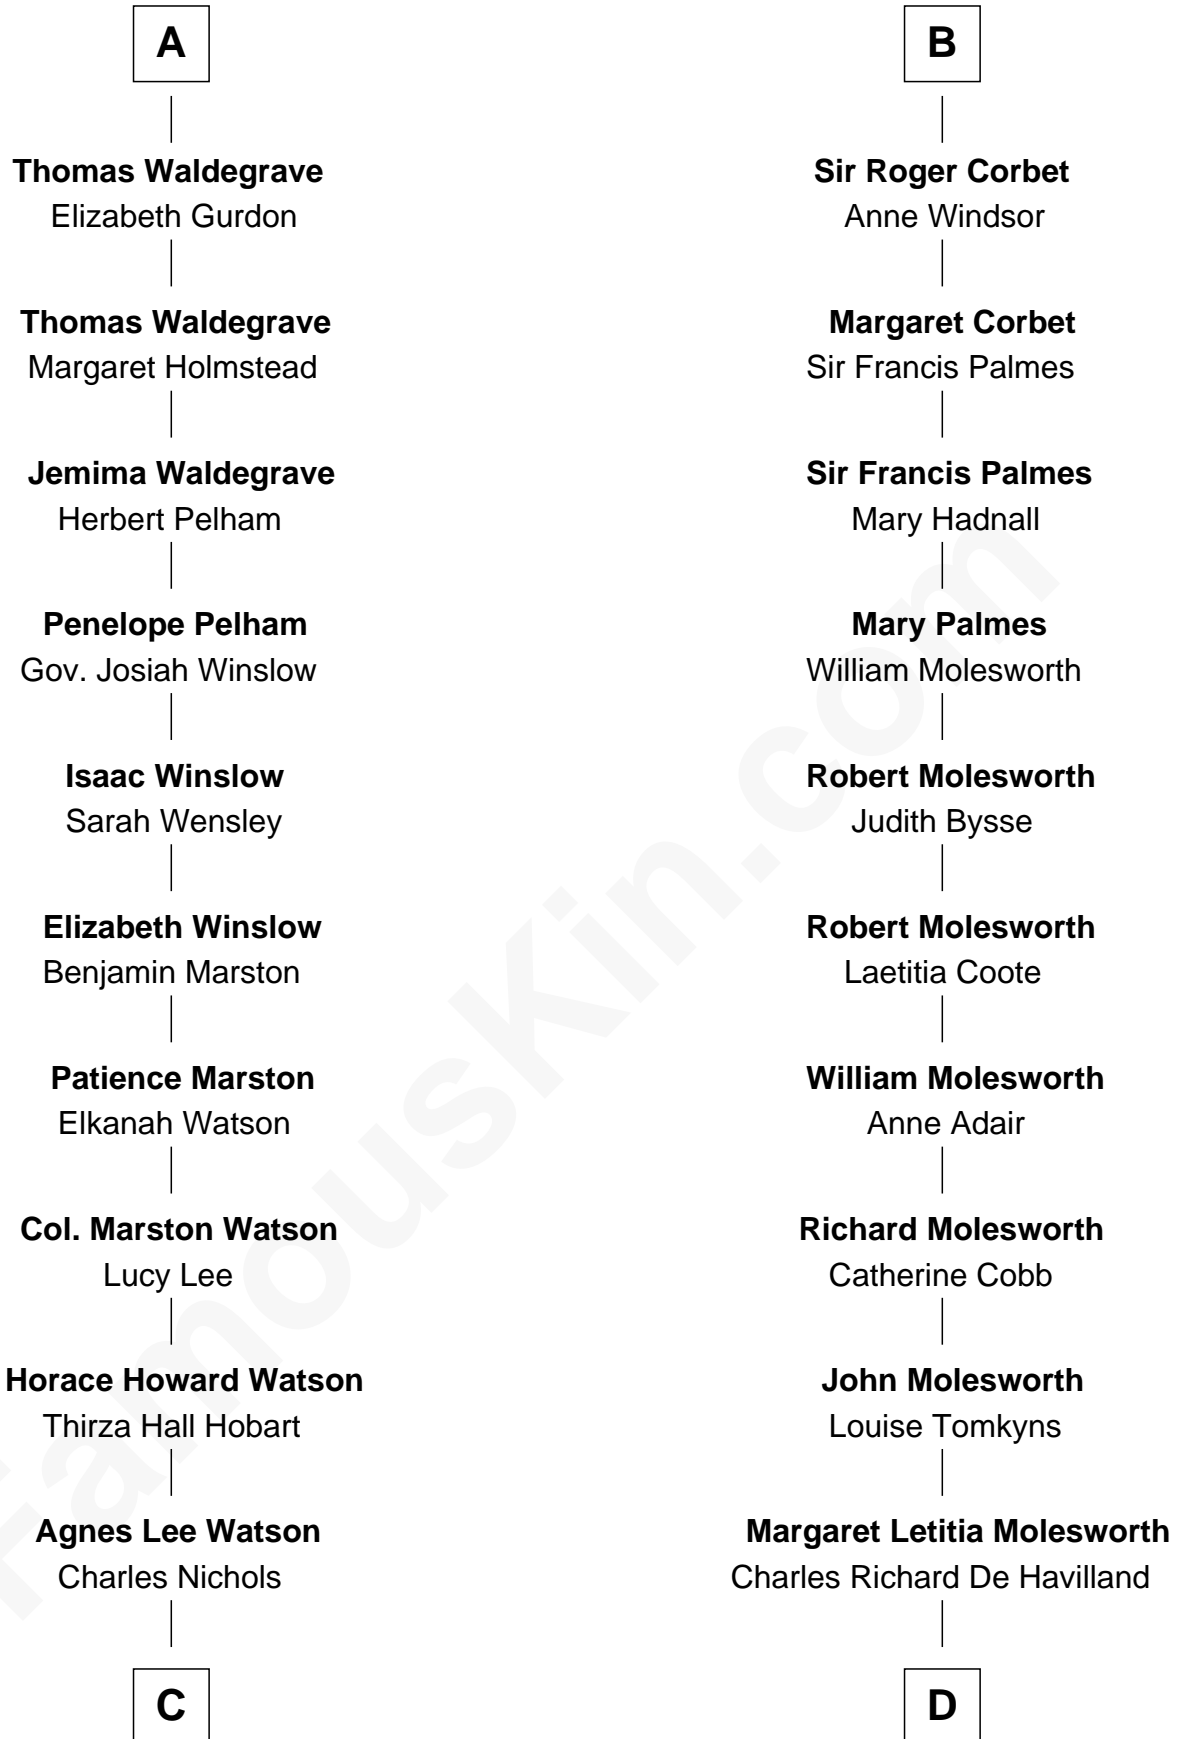 A
Thomas Waldegrave
Elizabeth Gurdon
Thomas Waldegrave
Margaret Holmstead
Jemima Waldegrave
Herbert Pelham
Penelope Pelham
Gov. Josiah Winslow
Isaac Winslow
Sarah Wensley
Elizabeth Winslow
Benjamin Marston
Patience Marston
Elkanah Watson
Col. Marston Watson
Lucy Lee
Horace Howard Watson
Thirza Hall Hobart
Agnes Lee Watson
Charles Nichols
C
B
Sir Roger Corbet
Anne Windsor
Margaret Corbet
Sir Francis Palmes
Sir Francis Palmes
Mary Hadnall
Mary Palmes
William Molesworth
Robert Molesworth
Judith Bysse
Robert Molesworth
Laetitia Coote
William Molesworth
Anne Adair
Richard Molesworth
Catherine Cobb
John Molesworth
Louise Tomkyns
Margaret Letitia Molesworth
Charles Richard De Havilland
D
FamousKin.com